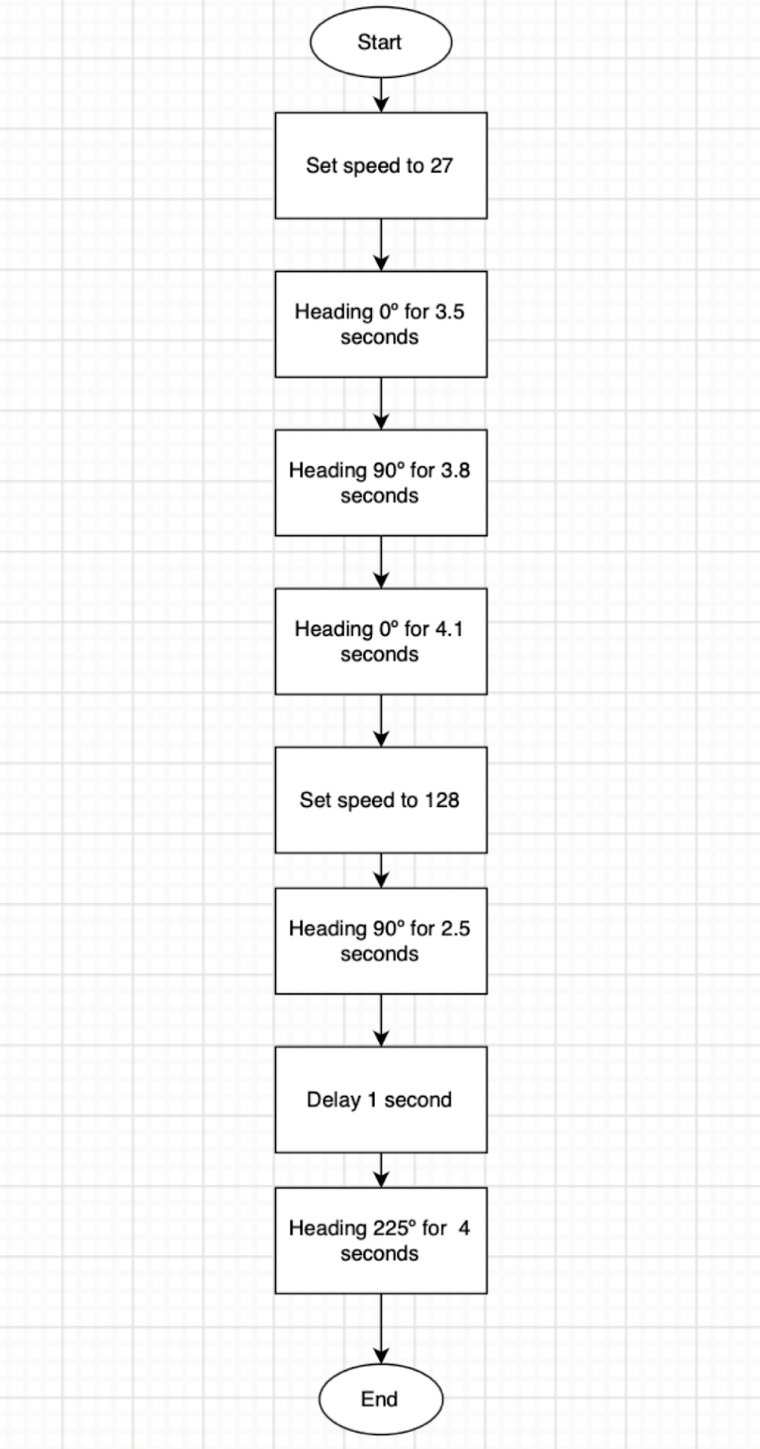 Start
Set speed to 27
Heading 0º for 3.5
seconds
Heading 90º for 3.8
seconds
Heading 0º for 4.1
seconds
Set speed to 128
Heading 90º for 2.5
seconds
Delay 1 second
Heading 225º for  4
seconds
End